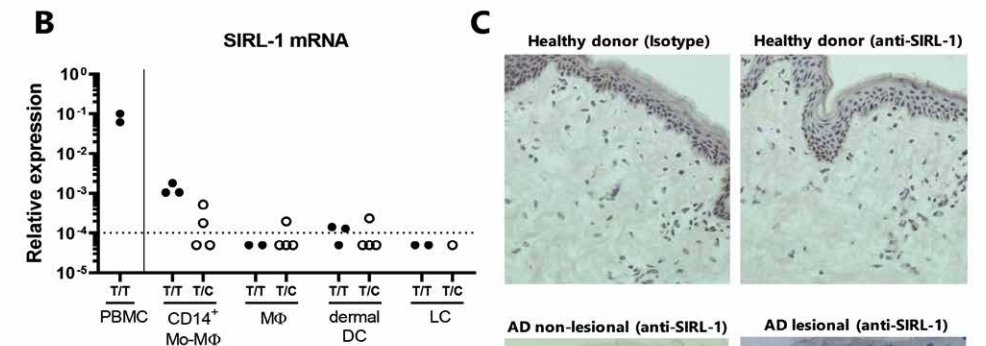 B
SIRL-1 mRNA
Relative expression
10⁰
10⁻¹
10⁻²
10⁻³
10⁻⁴
10⁻⁵
T/T T/T T/C T/T T/C T/T T/C T/T T/C
PBMC CD14⁺ Mo-MΦ MΦ dermal DC LC
C
Healthy donor (Isotype) Healthy donor (anti-SIRL-1)
AD non-lesional (anti-SIRL-1) AD lesional (anti-SIRL-1)